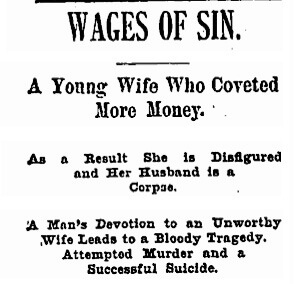 WAGES OF SIN.
A Young Wife Who Coveted
More Money.
As a Result She is Disfigured
and Her Husband is a
Corpse.
A Man's Devotion to an Unworthy
Wife Leads to a Bloody Tragedy.
Attempted Murder and a
Successful Suicide.